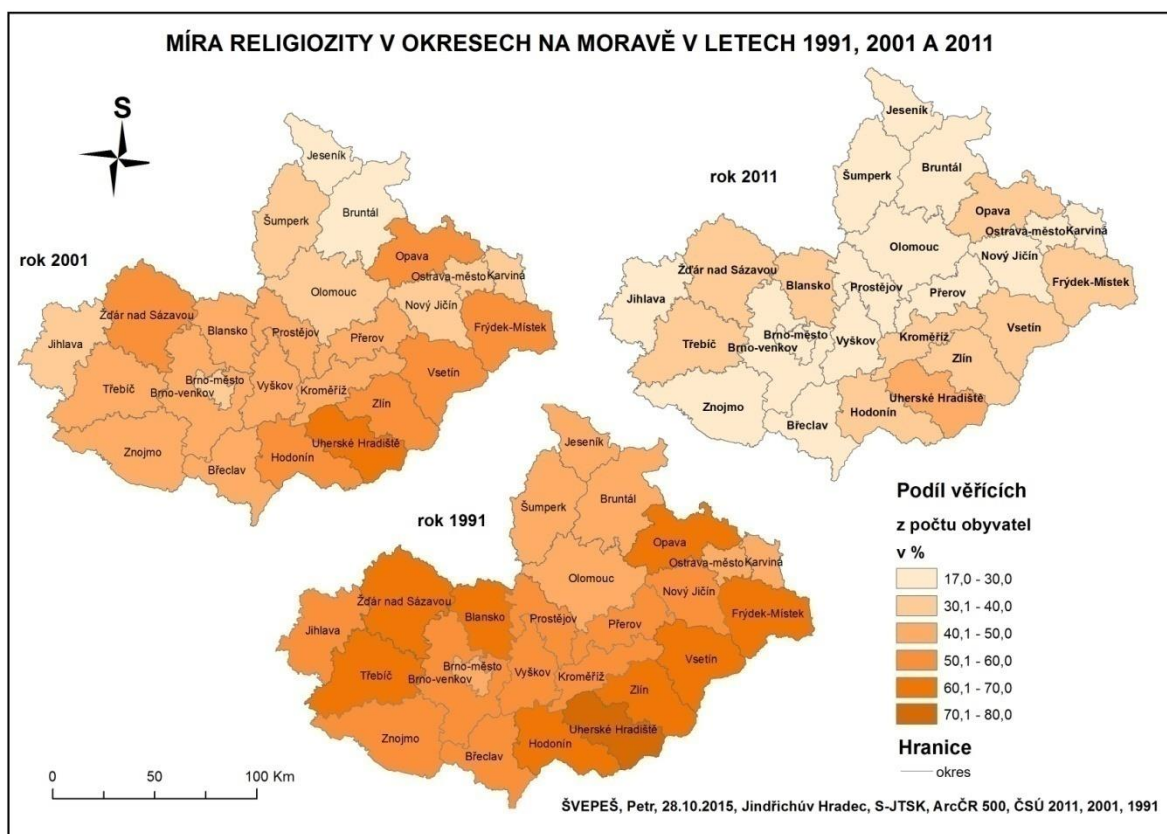 MÍRA RELIGIOZITY V OKRESECH NA MORAVĚ V LETECH 1991, 2001 A 2011
S
rok 2001
Jeseník
Šumperk
Bruntál
Opava
Ostrava-město
Karviná
Olomouc
Nový Jičín
Žďár nad Sázavou
Frýdek-Místek
Jihlava
Blansko
Prostějov
Přerov
Vsetín
Třebíč
Brno-město
Brno-venkov
Vyškov
Kroměříž
Zlín
Uherské Hradiště
Znojmo
Břeclav
Hodonín
rok 2011
Jeseník
Šumperk
Bruntál
Opava
Ostrava-město
Karviná
Olomouc
Nový Jičín
Žďár nad Sázavou
Frýdek-Místek
Jihlava
Blansko
Prostějov
Přerov
Vsetín
Třebíč
Brno-město
Brno-venkov
Vyškov
Kroměříž
Zlín
Uherské Hradiště
Znojmo
Břeclav
Hodonín
rok 1991
Jeseník
Šumperk
Bruntál
Opava
Ostrava-město
Karviná
Olomouc
Nový Jičín
Žďár nad Sázavou
Frýdek-Místek
Jihlava
Blansko
Prostějov
Přerov
Vsetín
Třebíč
Brno-město
Brno-venkov
Vyškov
Kroměříž
Zlín
Uherské Hradiště
Znojmo
Břeclav
Hodonín
Podíl věřících
z počtu obyvatel
v %
17,0 - 30,0
30,1 - 40,0
40,1 - 50,0
50,1 - 60,0
60,1 - 70,0
70,1 - 80,0
Hranice
okres
0 50 100 Km
ŠVEPEŠ, Petr, 28.10.2015, Jindřichúv Hradec, S-JTSK, ArcČR 500, ČSÚ 2011, 2001, 1991